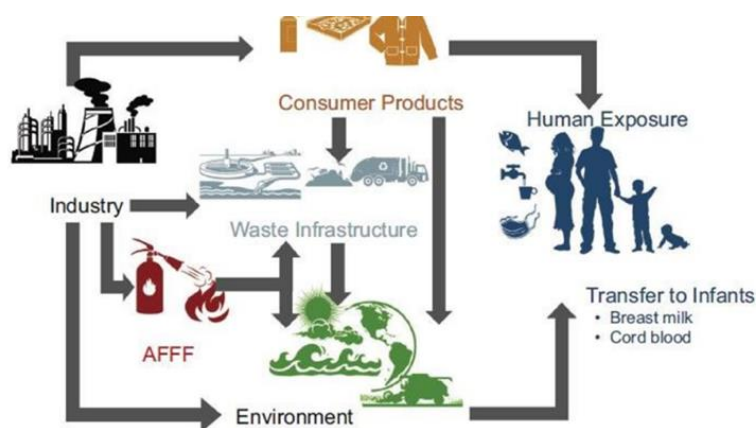 Consumer Products
Human Exposure
Industry
Waste Infrastructure
AFFF
Transfer to Infants
• Breast milk
• Cord blood
Environment